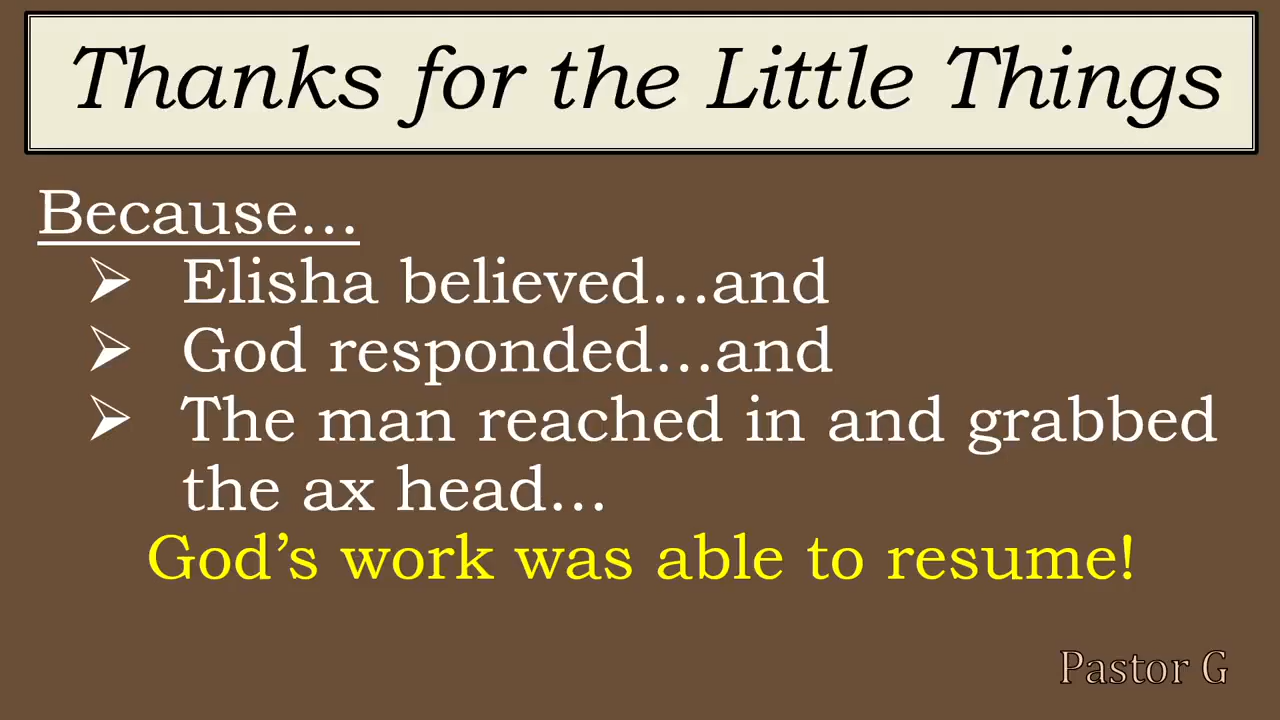 Thanks for the Little Things
Because...
➢ Elisha believed...and
➢ God responded...and
➢ The man reached in and grabbed
the ax head...
God's work was able to resume!
Pastor G